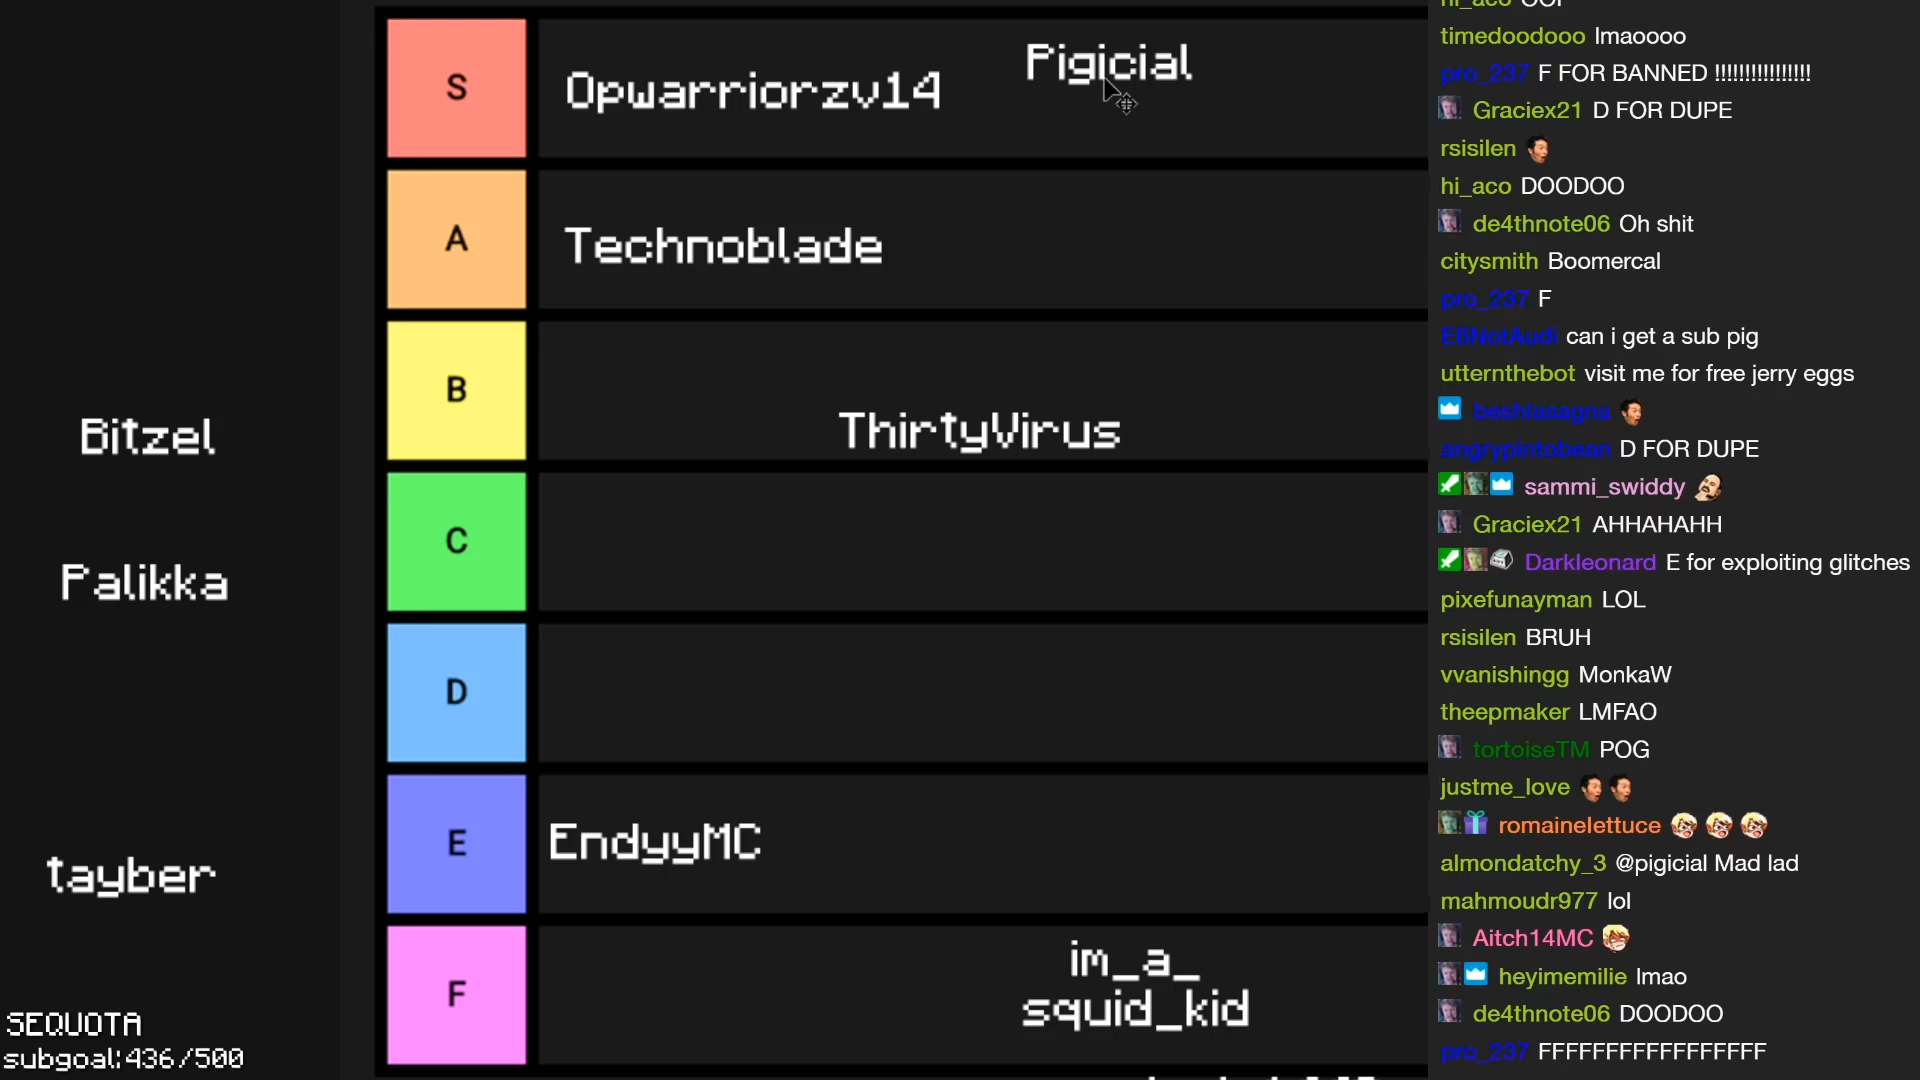 S
Opwarriorzv14
Pigicial
A
Technoblade
B
ThirtyVirus
C
D
E
EndyyMC
F
im_a_
squid_kid
Bitzel
Palikka
tayber
SEQUOTA
subgoal:436/500
hi_aco OOF
timedoodooo lmaoooo
pro_237 F FOR BANNED !!!!!!!!!!!!!!!!
Graciex21 D FOR DUPE
rsisilen
hi_aco DOODOO
de4thnote06 Oh shit
citysmith Boomercal
pro_237 F
E6NotAudi can i get a sub pig
utternthebot visit me for free jerry eggs
beshlasagna
angrypintobean D FOR DUPE
sammi_swiddy
Graciex21 AHHAHAHH
Darkleonard E for exploiting glitches
pixefunayman LOL
rsisilen BRUH
vvanishingg MonkaW
theepmaker LMFAO
tortoiseTM POG
justme_love
romainelettuce
almondatchy_3 @pigicial Mad lad
mahmoudr977 lol
Aitch14MC
heyimemilie lmao
de4thnote06 DOODOO
pro_237 FFFFFFFFFFFFFFFFF